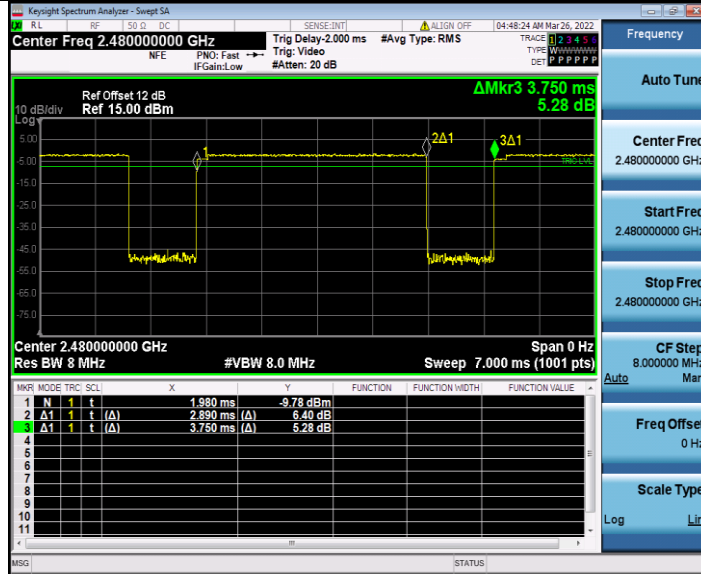 Keysight Spectrum Analyzer - Swept SA
LXI RL RF 50 Ω DC SENSE:INT ALIGN OFF 04:48:24 AM Mar 26, 2022
Center Freq 2.480000000 GHz
NFE
PNO: Fast
IFGain:Low
Trig Delay-2.000 ms
Trig: Video
#Atten: 20 dB
#Avg Type: RMS
TRACE 1 2 3 4 5 6
TYPE WWWWWW
DET P P P P P P
Ref Offset 12 dB
10 dB/div Ref 15.00 dBm
Log
ΔMkr3 3.750 ms
5.28 dB
5.00
-5.00
-15.0
-25.0
-35.0
-45.0
-55.0
-65.0
-75.0
1
2Δ1
3Δ1
TRIG LVL
Center 2.480000000 GHz Span 0 Hz
Res BW 8 MHz #VBW 8.0 MHz Sweep 7.000 ms (1001 pts)
MKR MODE TRC SCL X Y FUNCTION FUNCTION WIDTH FUNCTION VALUE
1 N 1 t 1.980 ms -9.78 dBm
2 Δ1 1 t (Δ) 2.890 ms (Δ) 6.40 dB
3 Δ1 1 t (Δ) 3.750 ms (Δ) 5.28 dB
4
5
6
7
8
9
10
11
MSG STATUS
Frequency
Auto Tune
Center Freq
2.480000000 GHz
Start Freq
2.480000000 GHz
Stop Freq
2.480000000 GHz
CF Step
8.000000 MHz
Auto Man
Freq Offset
0 Hz
Scale Type
Log Lin